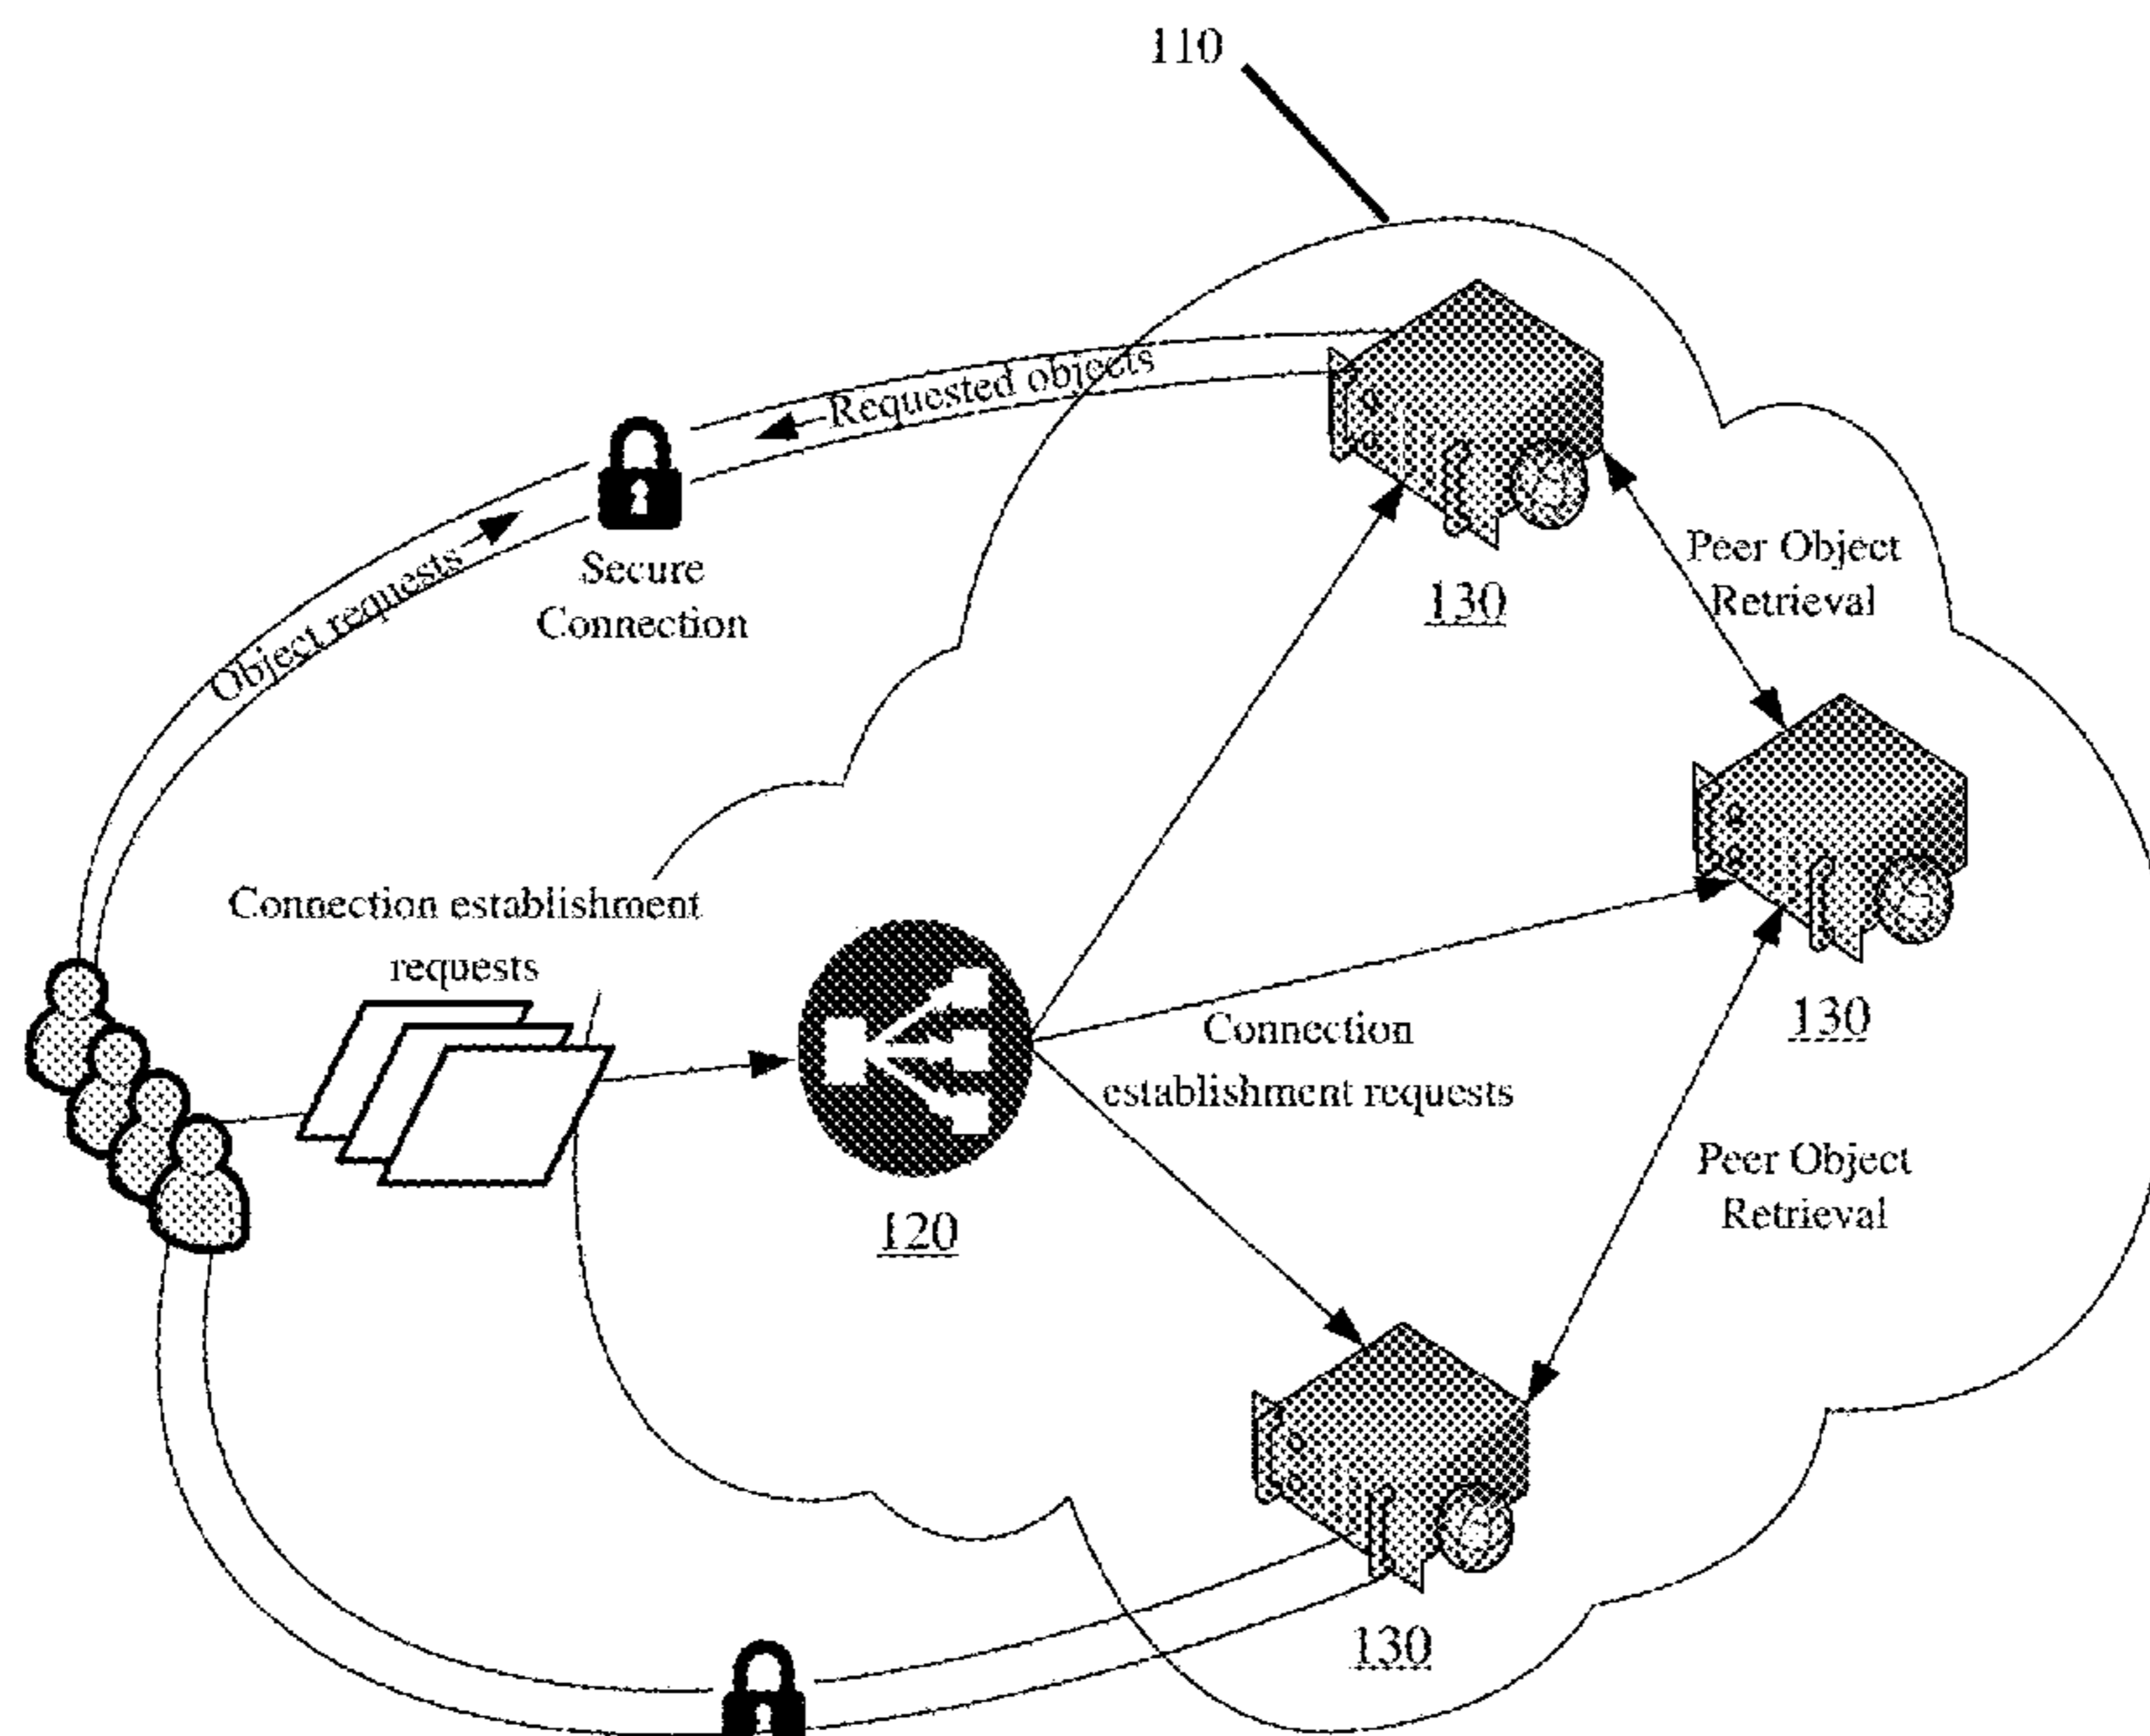 110
Requested objects
Object requests
Secure
Connection
130
Peer Object
Retrieval
Connection establishment
requests
130
Connection
establishment requests
120
Peer Object
Retrieval
130